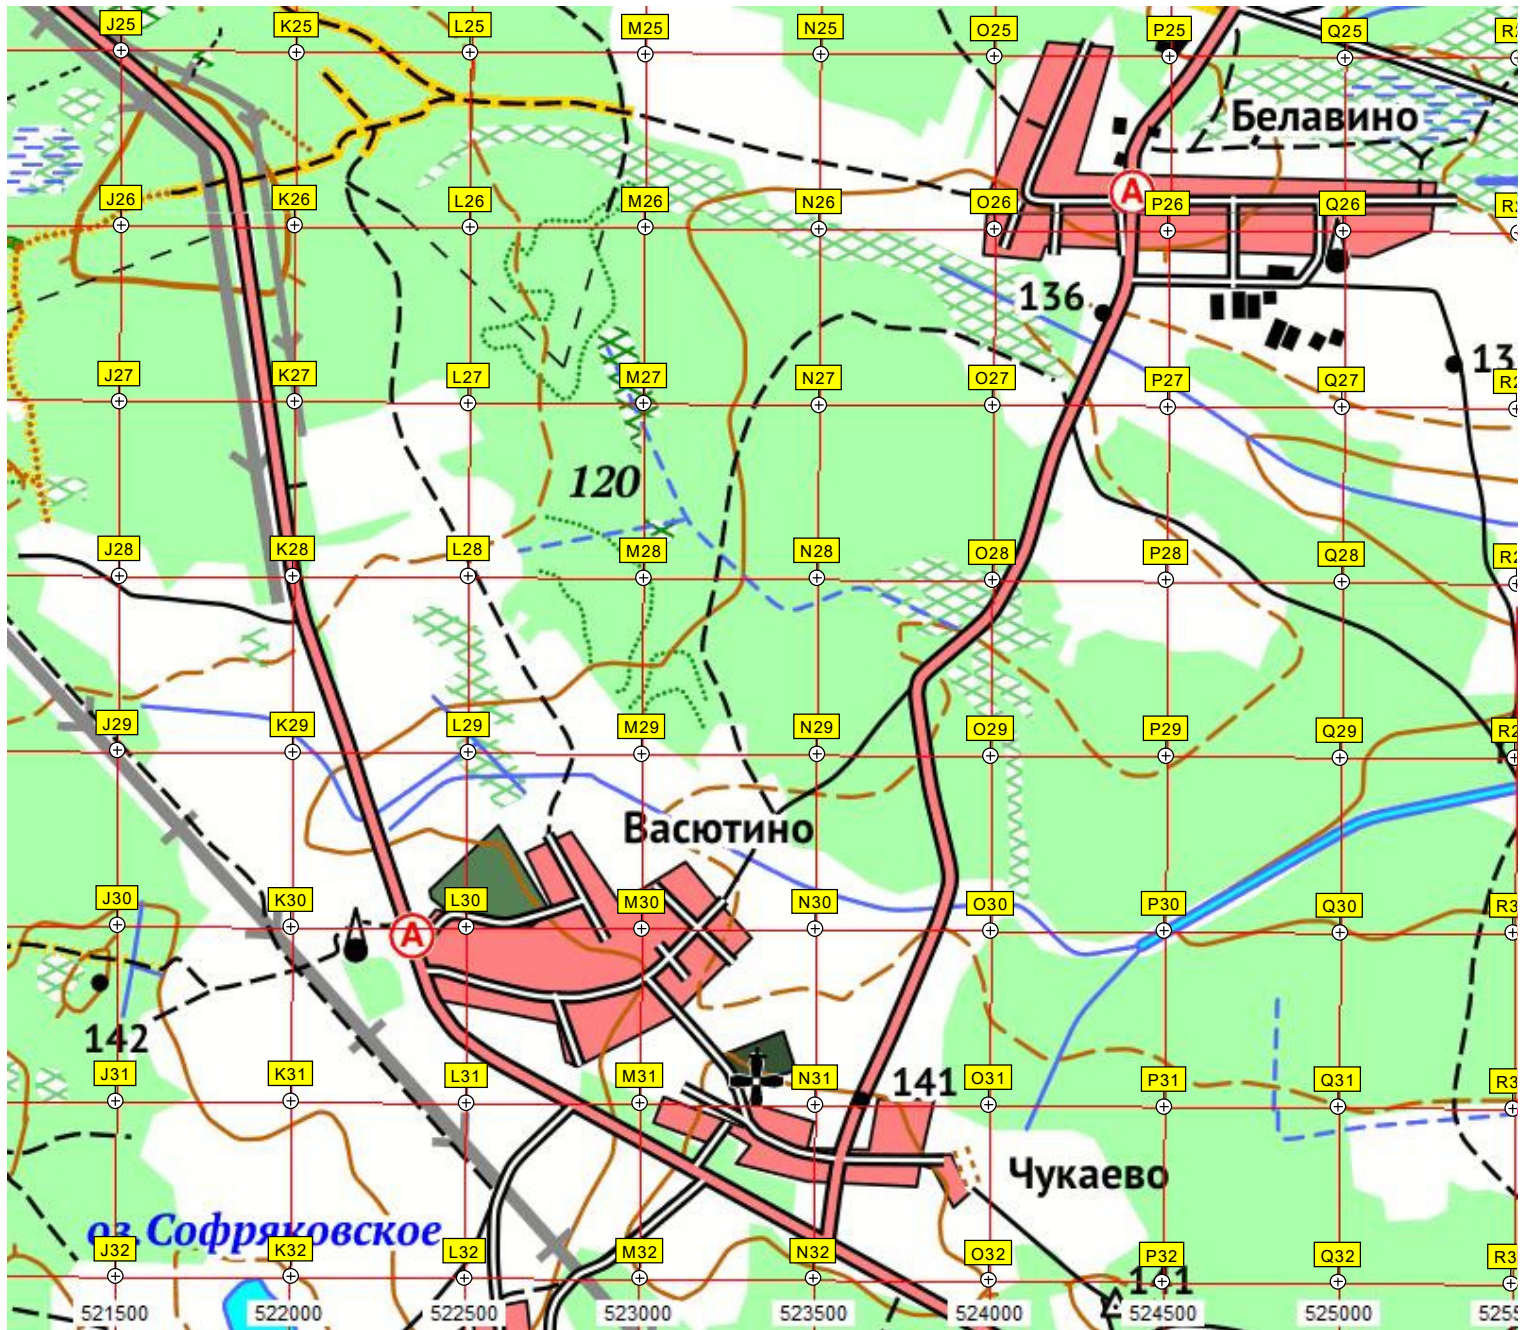 J25 K25 L25 M25 N25 O25 P25 Q25
Белавино
A
J26 K26 L26 M26 N26 O26 P26 Q26
136
J27 K27 L27 M27 N27 O27 P27 Q27
120
J28 K28 L28 M28 N28 O28 P28 Q28
J29 K29 L29 M29 N29 O29 P29 Q29
Васютино
J30 K30 L30 M30 N30 O30 P30 Q30
A
142
J31 K31 L31 M31 N31 O31 P31 Q31
141
Чукаево
оз.Софряковское
J32 K32 L32 M32 N32 O32 P32 Q32
521500 522000 522500 523000 523500 524000 524500 525000